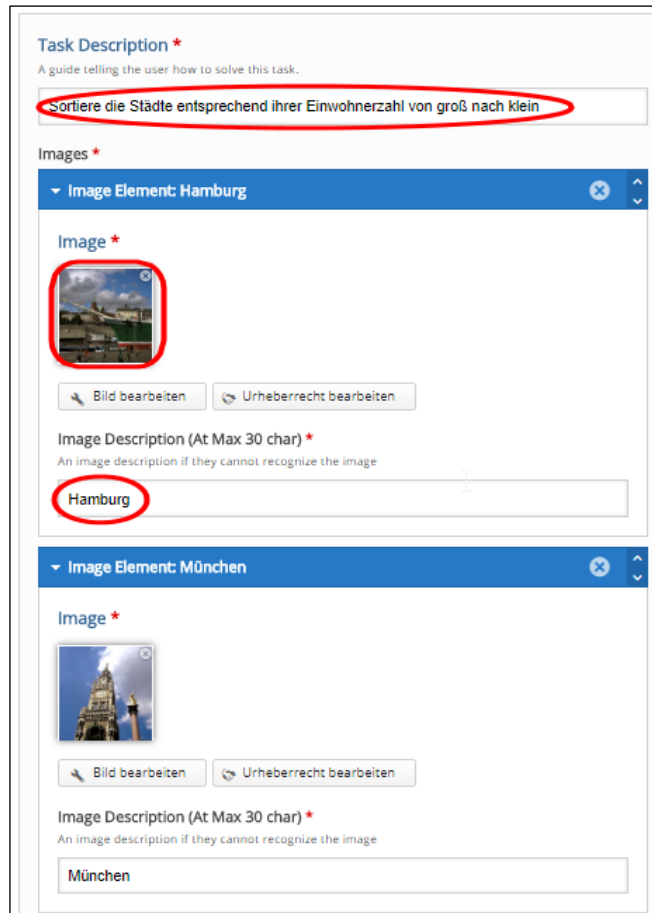 Task Description *
A guide telling the user how to solve this task.
Sortiere die Städte entsprechend ihrer Einwohnerzahl von groß nach klein
Images *
Image Element: Hamburg
Image *
Bild bearbeiten Urheberrecht bearbeiten
Image Description (At Max 30 char) *
An image description if they cannot recognize the image
Hamburg
Image Element: München
Image *
Bild bearbeiten Urheberrecht bearbeiten
Image Description (At Max 30 char) *
An image description if they cannot recognize the image
München